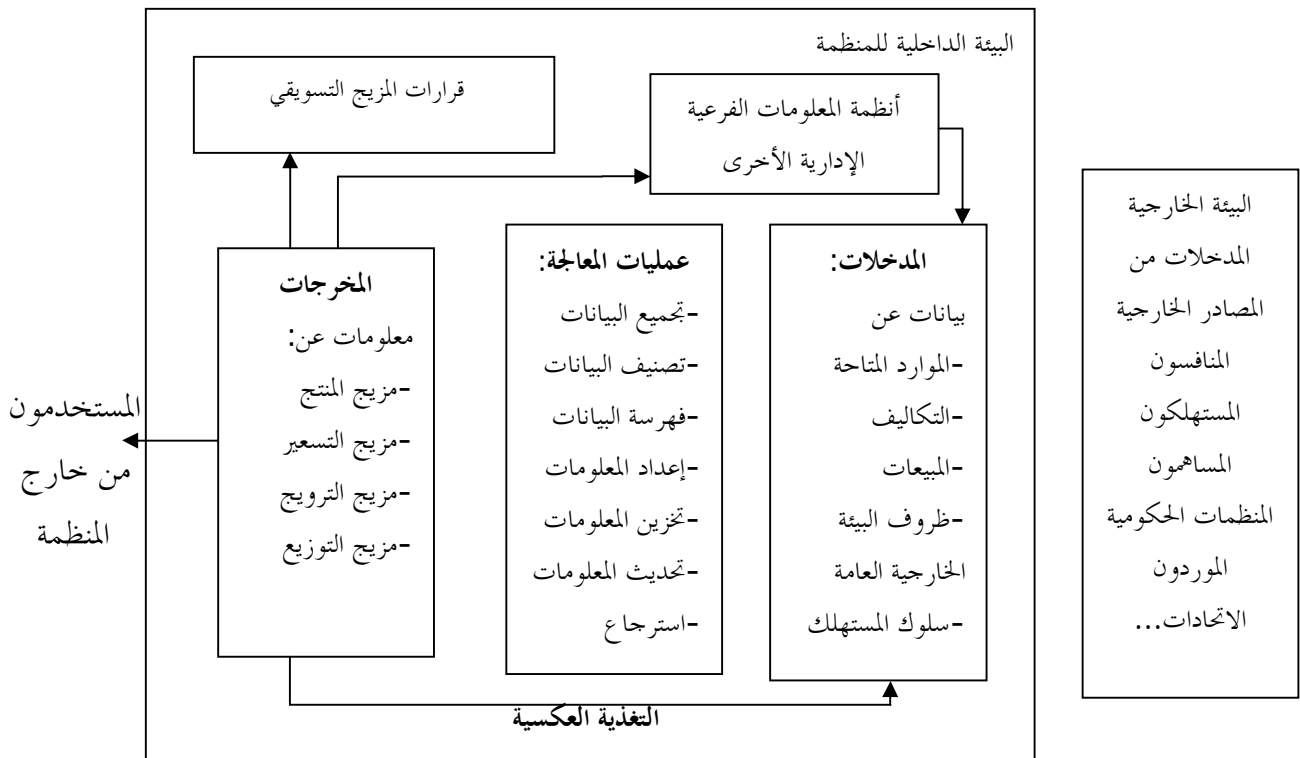 البيئة الداخلية للمنظمة
قرارات المزيج التسويقي
أنظمة المعلومات الفرعية
الإدارية الأخرى
البيئة الخارجية
المدخلات من
المصادر الخارجية
المنافسون
المستهلكون
المساهمون
المنظمات الحكومية
الموردون
الاتحادات...
المدخلات:
بيانات عن
-الموارد المتاحة
-التكاليف
-المبيعات
-ظروف البيئة
الخارجية العامة
-سلوك المستهلك
عمليات المعالجة:
-تجميع البيانات
-تصنيف البيانات
-فهرسة البيانات
-إعداد المعلومات
-تخزين المعلومات
-تحديث المعلومات
-استرجاع
المخرجات
معلومات عن:
-مزيج المنتج
-مزيج التسعير
-مزيج الترويج
-مزيج التوزيع
المستخدمون
من خارج
المنظمة
التغذية العكسية